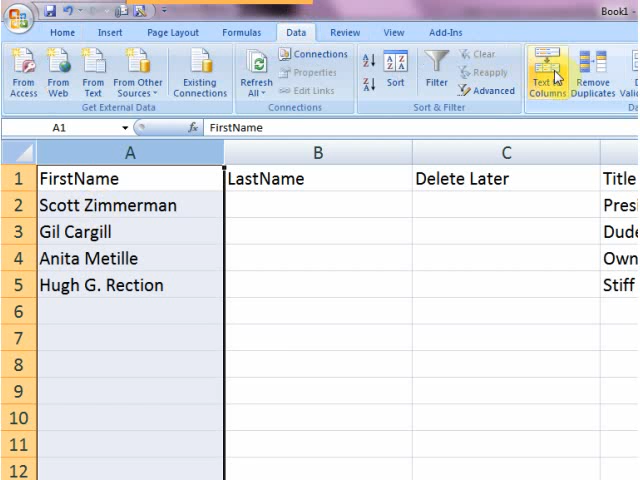 Book1 -
Home Insert Page Layout Formulas Data Review View Add-Ins
From Access
From Web
From Text
From Other Sources
Existing Connections
Get External Data
Refresh All
Connections
Properties
Edit Links
Connections
Sort
Filter
Clear
Reapply
Advanced
Sort & Filter
Text to Columns
Remove Duplicates
A1 fx FirstName
A B C
1 FirstName LastName Delete Later Title
2 Scott Zimmerman Presi
3 Gil Cargill Dude
4 Anita Metille Own
5 Hugh G. Rection Stiff
6
7
8
9
10
11
12